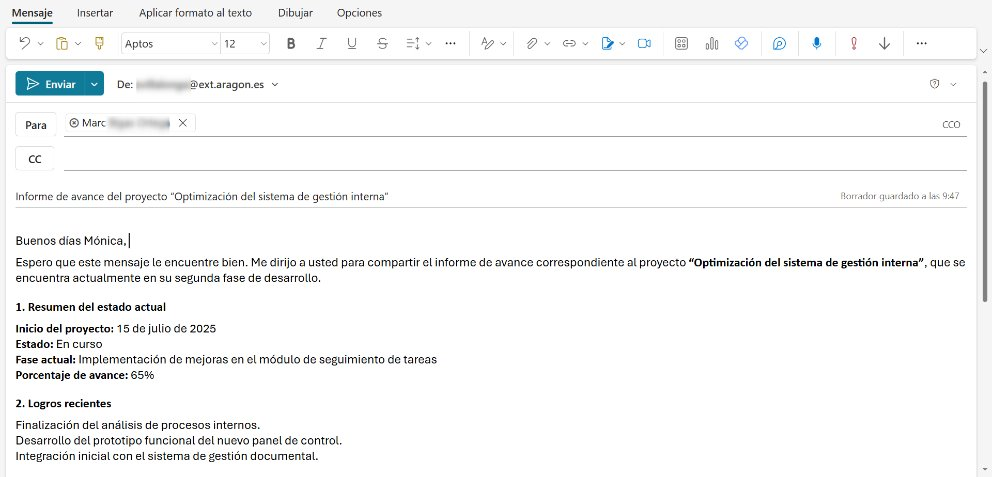 Mensaje Insertar Aplicar formato al texto Dibujar Opciones
Aptos 12 B I U S
Enviar De: @ext.aragon.es
Para Marc CCO
CC
Informe de avance del proyecto “Optimización del sistema de gestión interna” Borrador guardado a las 9:47
Buenos días Mónica,
Espero que este mensaje le encuentre bien. Me dirijo a usted para compartir el informe de avance correspondiente al proyecto “Optimización del sistema de gestión interna”, que se
encuentra actualmente en su segunda fase de desarrollo.
1. Resumen del estado actual
Inicio del proyecto: 15 de julio de 2025
Estado: En curso
Fase actual: Implementación de mejoras en el módulo de seguimiento de tareas
Porcentaje de avance: 65%
2. Logros recientes
Finalización del análisis de procesos internos.
Desarrollo del prototipo funcional del nuevo panel de control.
Integración inicial con el sistema de gestión documental.